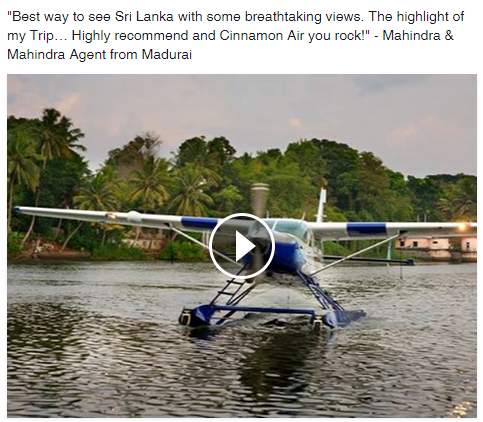 "Best way to see Sri Lanka with some breathtaking views. The highlight of
my Trip… Highly recommend and Cinnamon Air you rock!" - Mahindra &
Mahindra Agent from Madurai